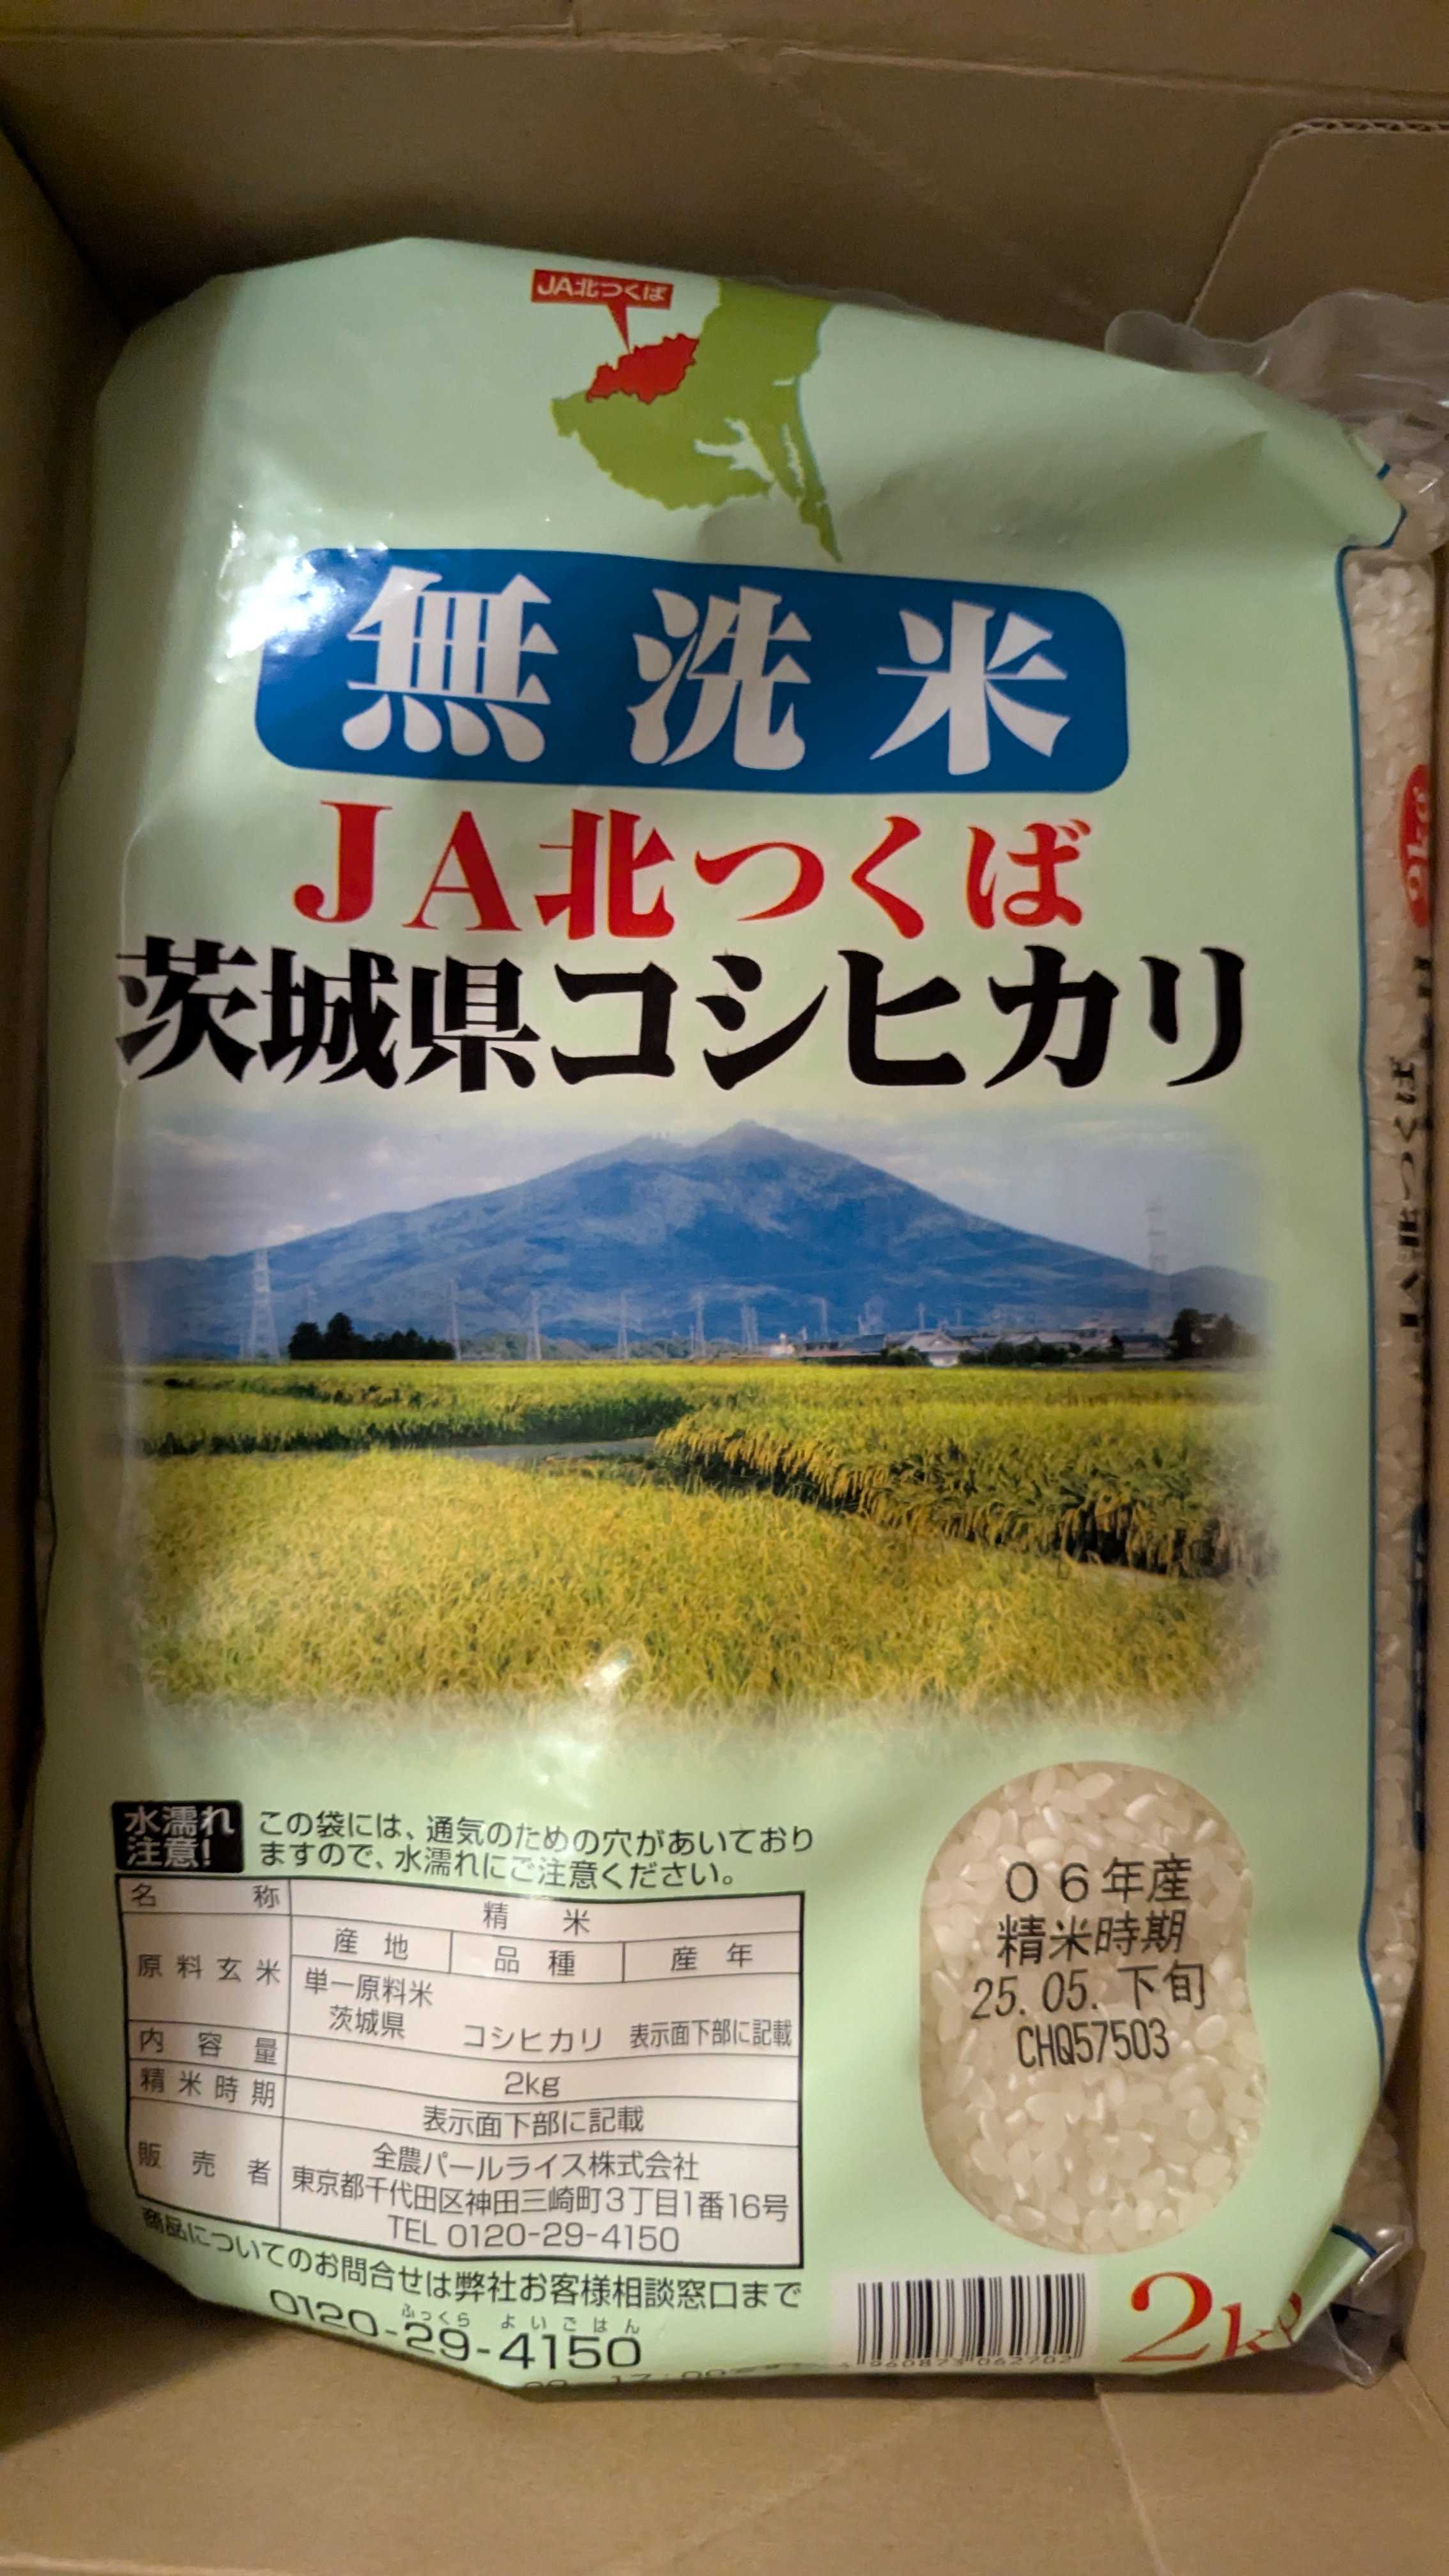 JA北つくば
無洗米
JA北つくば
茨城県コシヒカリ
水濡れ
注意!
この袋には、通気のための穴があいており
ますので、水濡れにご注意ください。
名称 精米
原料玄米 産地 品種 産年
単一原料米
茨城県 コシヒカリ 表示面下部に記載
内容量 2kg
精米時期 表示面下部に記載
販売者 全農パールライス株式会社
東京都千代田区神田三崎町3丁目1番16号
TEL 0120-29-4150
商品についてのお問合せは弊社お客様相談窓口まで
ふっくら よいごはん
0120-29-4150
06年産
精米時期
25.05.下旬
CHQ57503
4960873062702
2kg